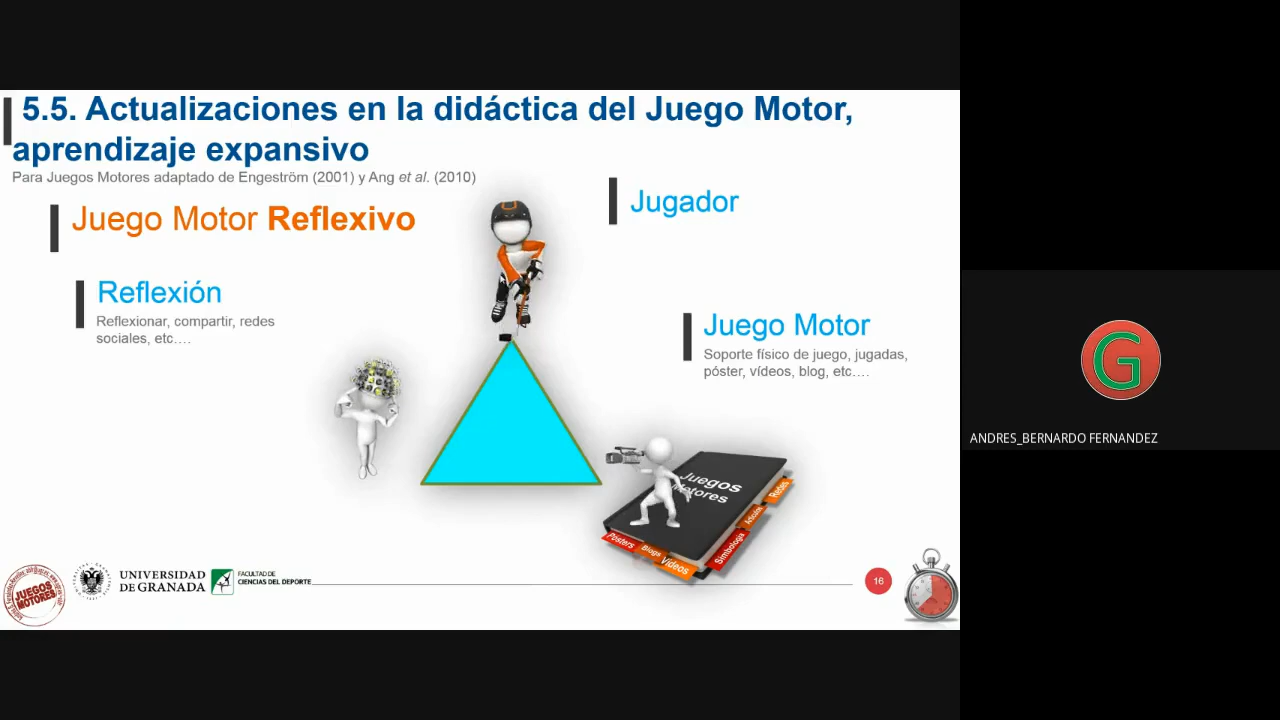 5.5. Actualizaciones en la didáctica del Juego Motor,
aprendizaje expansivo
Para Juegos Motores adaptado de Engeström (2001) y Ang et al. (2010)
Juego Motor Reflexivo
Jugador
Reflexión
Reflexionar, compartir, redes
sociales, etc….
Juego Motor
Soporte físico de juego, jugadas,
póster, vídeos, blog, etc….
Juegos
Motores
Pósters
Blogs
Vídeos
Simbología
Redes
JUEGOS
MOTORES
UNIVERSIDAD
DE GRANADA
FACULTAD DE
CIENCIAS DEL DEPORTE
16
G
ANDRES_BERNARDO FERNANDEZ